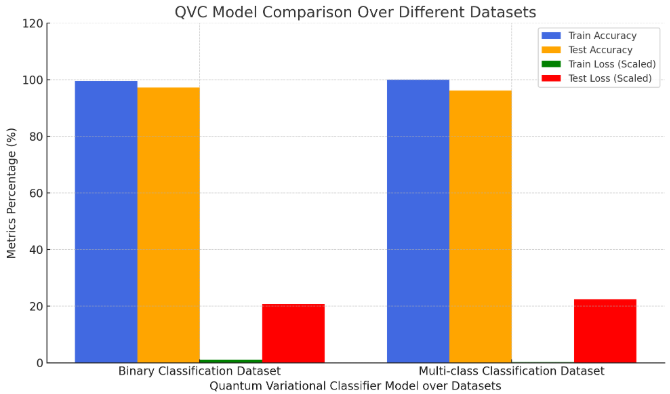 QVC Model Comparison Over Different Datasets
120
100
80
60
40
20
0
Metrics Percentage (%)
Train Accuracy
Test Accuracy
Train Loss (Scaled)
Test Loss (Scaled)
Binary Classification Dataset
Multi-class Classification Dataset
Quantum Variational Classifier Model over Datasets